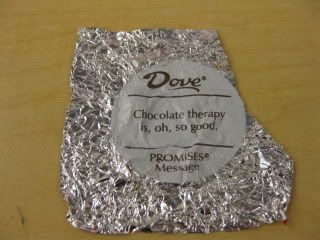 Dove®
Chocolate therapy
is, oh, so good.
PROMISES®
Message